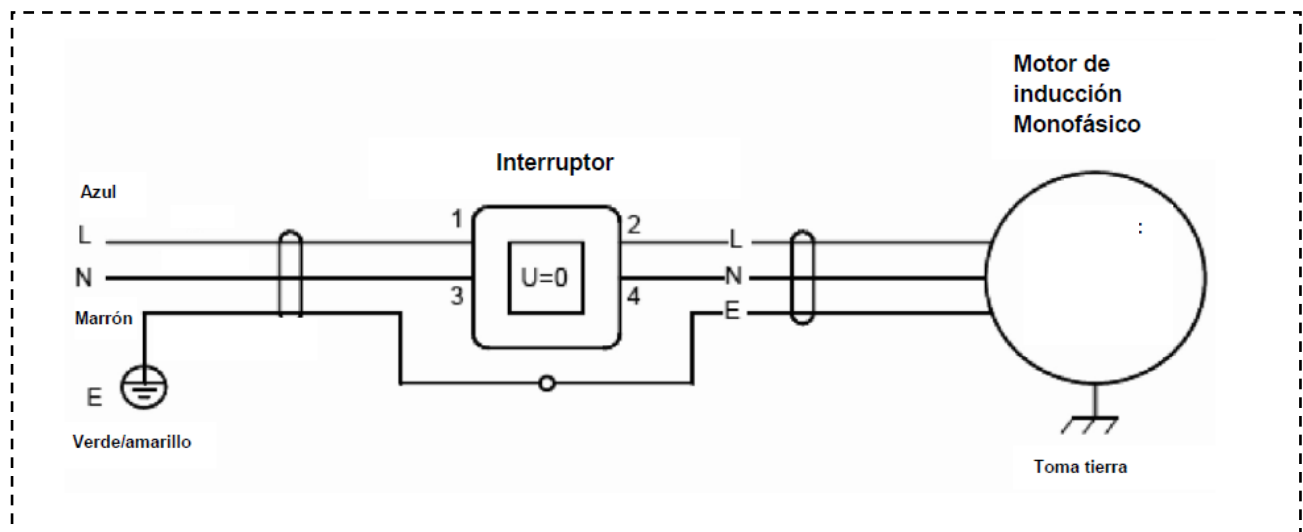 Motor de
inducción
Monofásico
Interruptor
Azul
L
1
2
L
:
N
3
U=0
4
N
Marrón
E
E
Verde/amarillo
Toma tierra